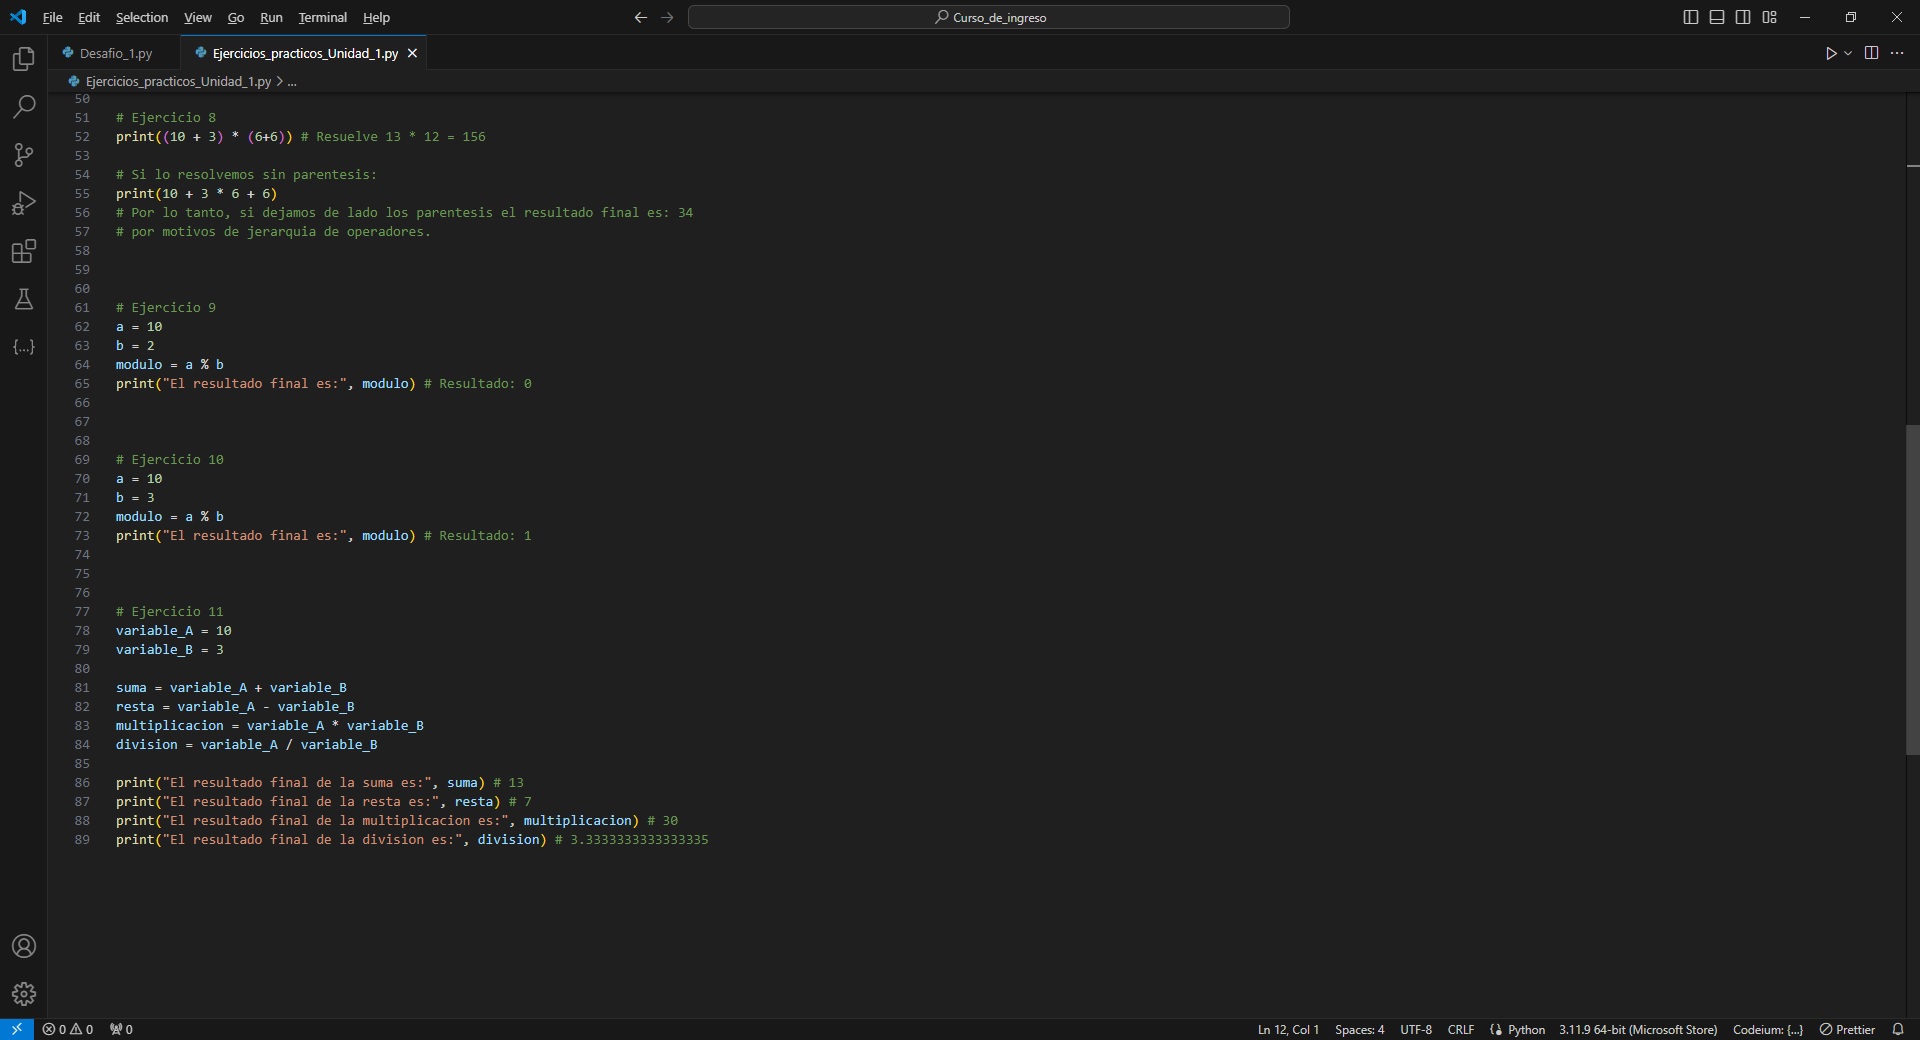 File Edit Selection View Go Run Terminal Help
Curso_de_ingreso
Desafio_1.py
Ejercicios_practicos_Unidad_1.py
Ejercicios_practicos_Unidad_1.py > ...
50
51 # Ejercicio 8
52 print((10 + 3) * (6+6)) # Resuelve 13 * 12 = 156
53
54 # Si lo resolvemos sin parentesis:
55 print(10 + 3 * 6 + 6)
56 # Por lo tanto, si dejamos de lado los parentesis el resultado final es: 34
57 # por motivos de jerarquia de operadores.
58
59
60
61 # Ejercicio 9
62 a = 10
63 b = 2
64 modulo = a % b
65 print("El resultado final es:", modulo) # Resultado: 0
66
67
68
69 # Ejercicio 10
70 a = 10
71 b = 3
72 modulo = a % b
73 print("El resultado final es:", modulo) # Resultado: 1
74
75
76
77 # Ejercicio 11
78 variable_A = 10
79 variable_B = 3
80
81 suma = variable_A + variable_B
82 resta = variable_A - variable_B
83 multiplicacion = variable_A * variable_B
84 division = variable_A / variable_B
85
86 print("El resultado final de la suma es:", suma) # 13
87 print("El resultado final de la resta es:", resta) # 7
88 print("El resultado final de la multiplicacion es:", multiplicacion) # 30
89 print("El resultado final de la division es:", division) # 3.3333333333333335
0 0 0 Ln 12, Col 1 Spaces: 4 UTF-8 CRLF Python 3.11.9 64-bit (Microsoft Store) Codeium: {...} Prettier